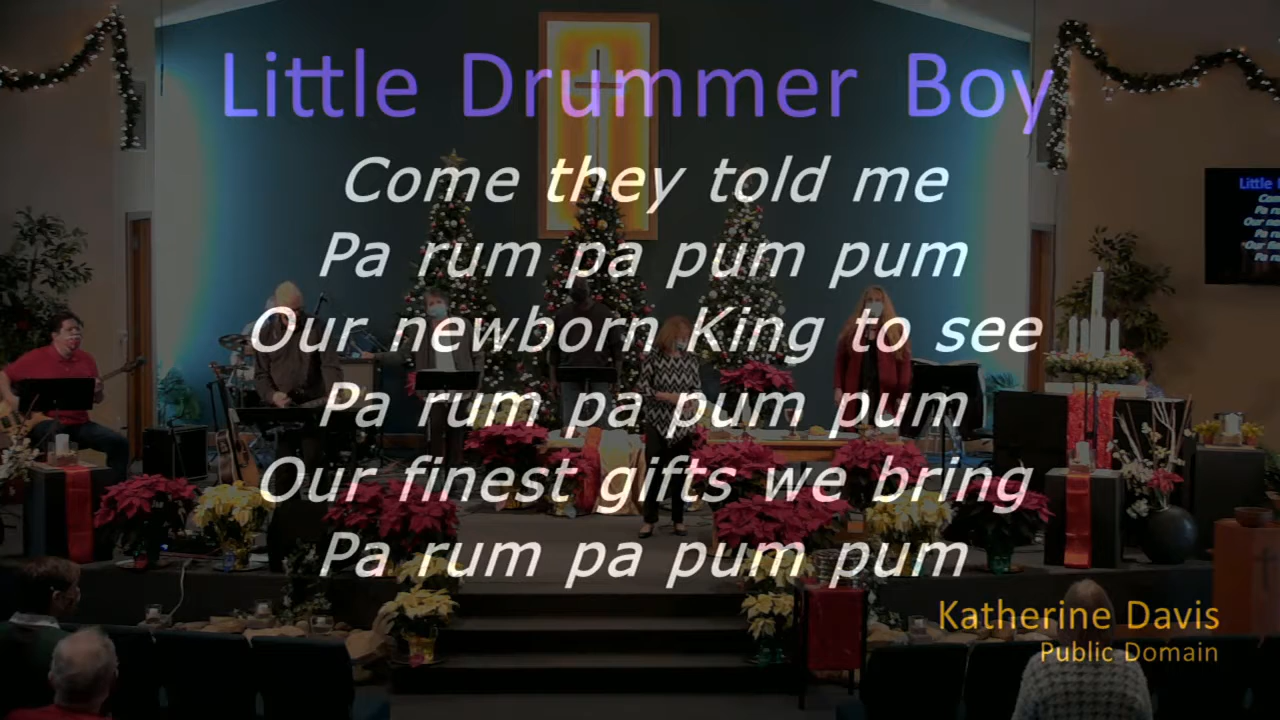 Little Drummer Boy
Come they told me
Pa rum pa pum pum
Our newborn King to see
Pa rum pa pum pum
Our finest gifts we bring
Pa rum pa pum pum
Katherine Davis
Public Domain
Little